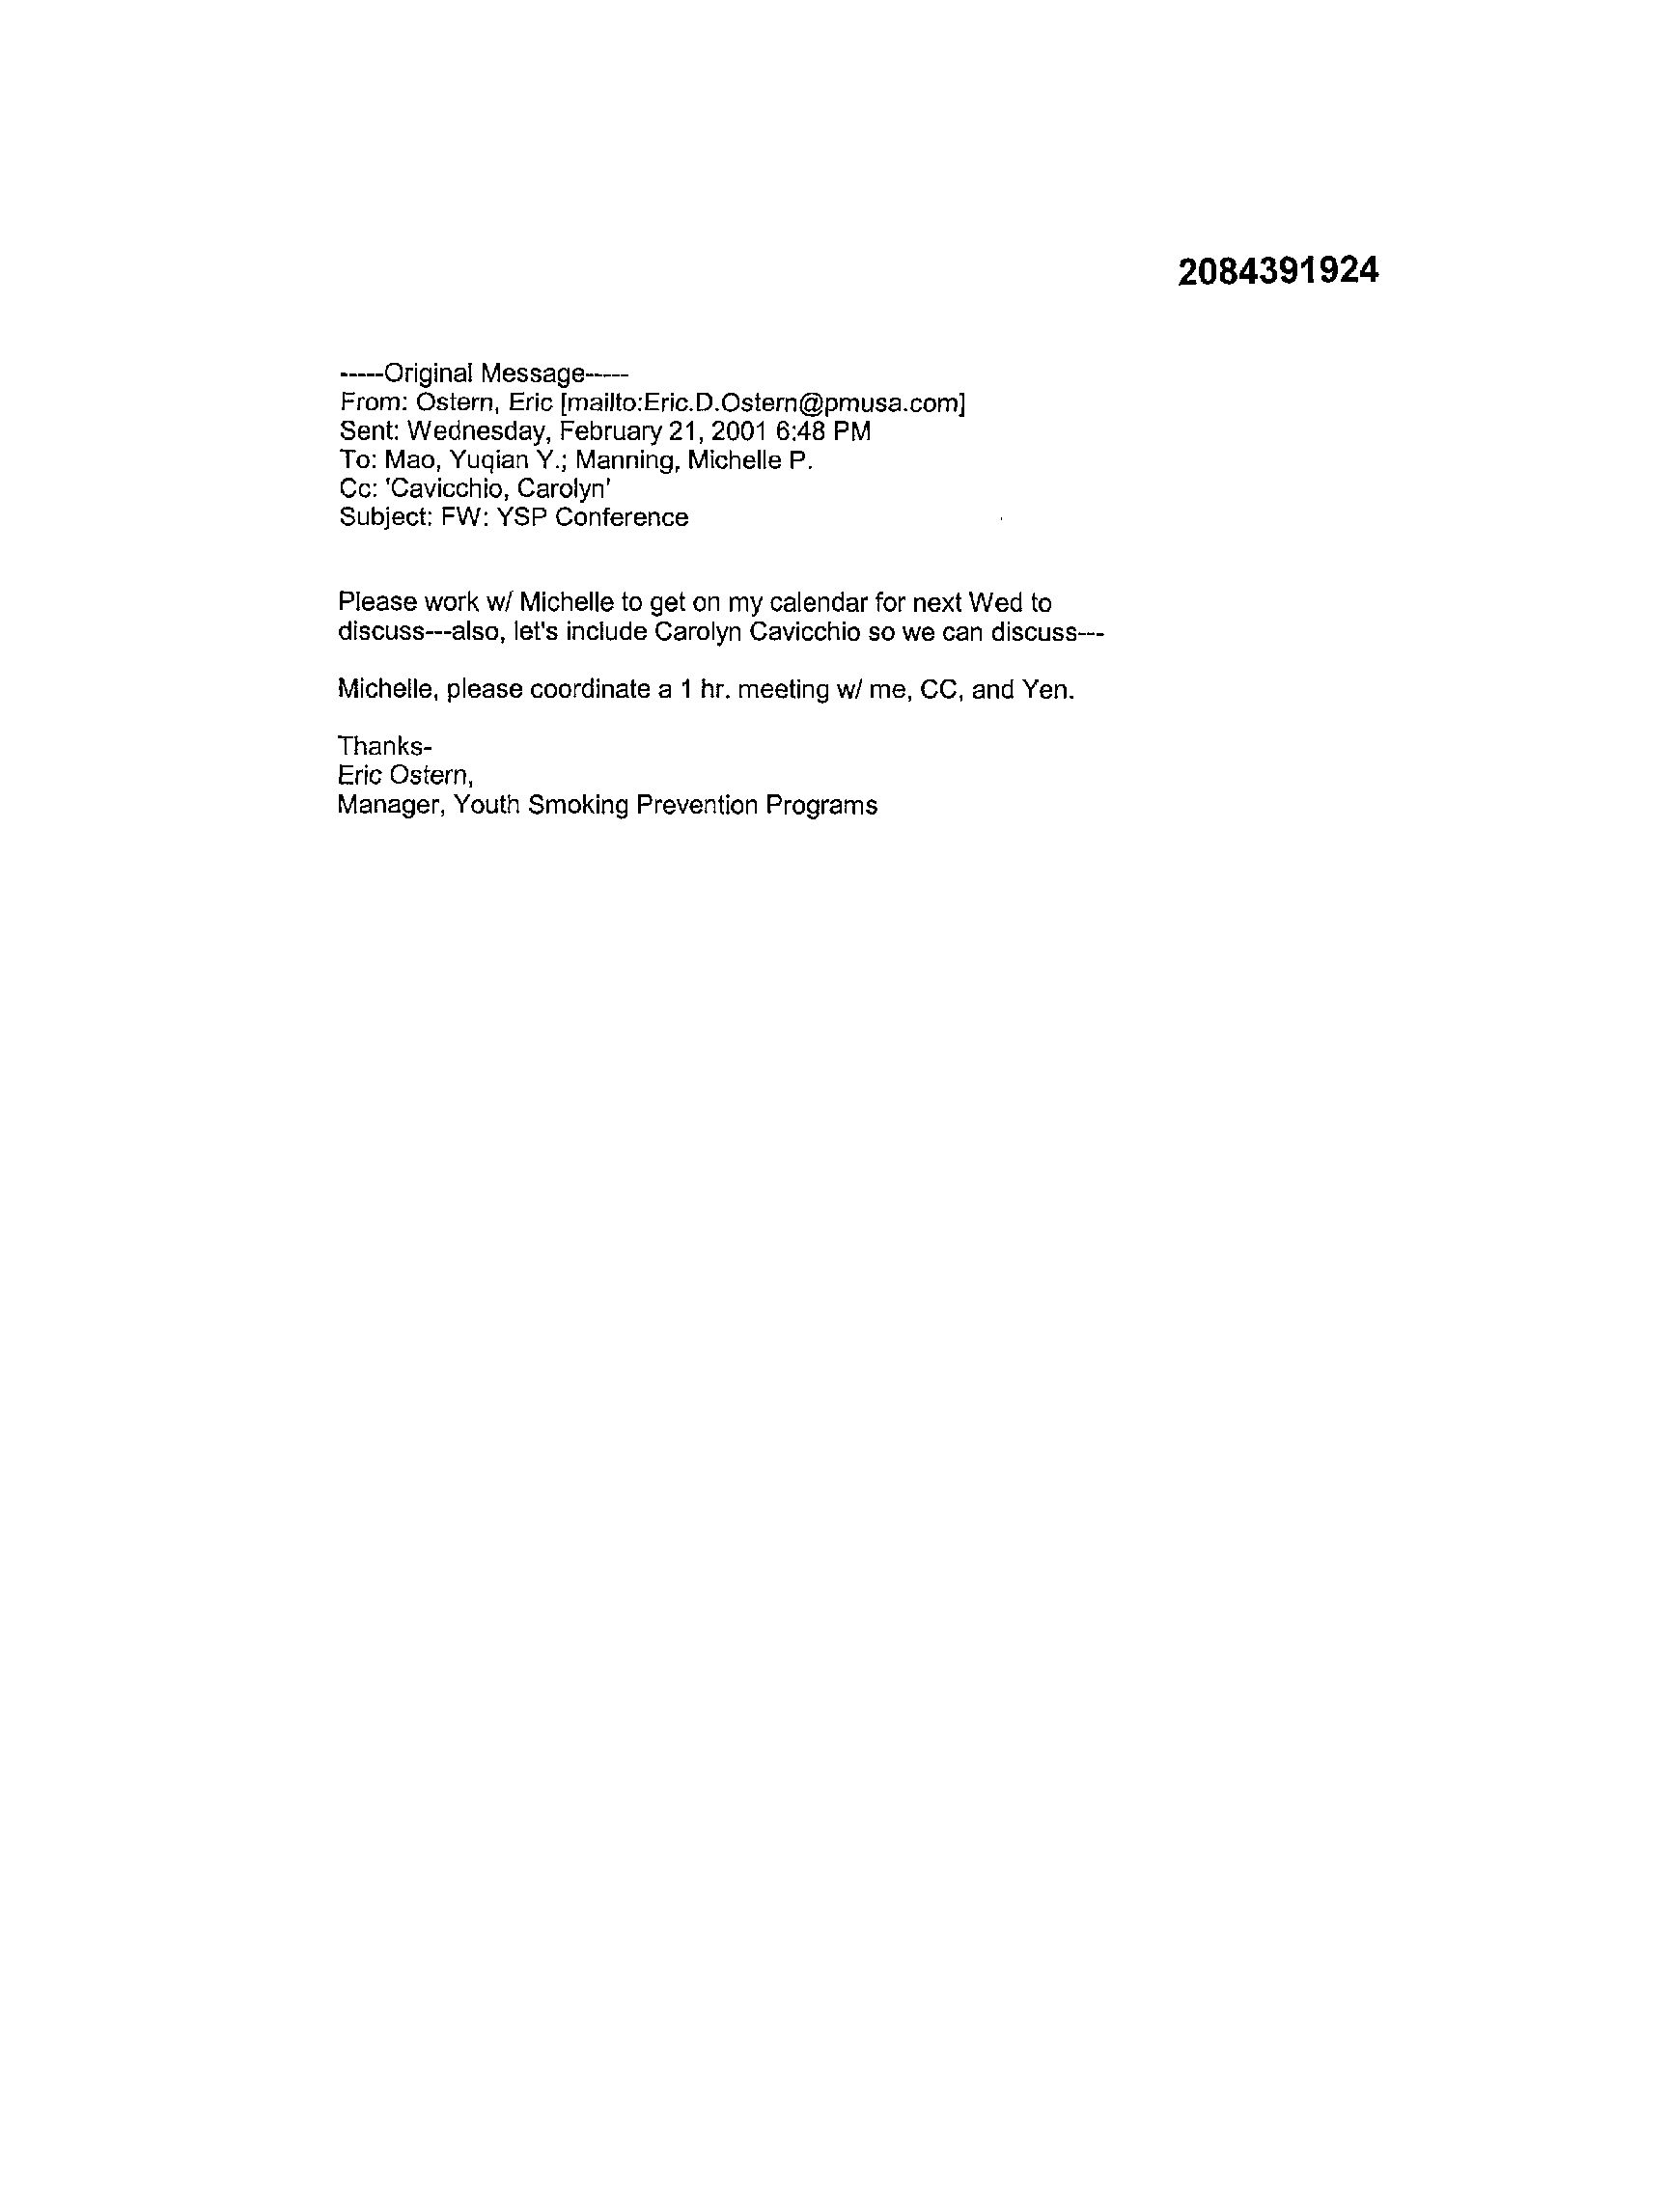 2084391924
-----Original Message-----
From: Ostern, Eric [mailto:Eric.D.Ostern@pmusa.com]
Sent: Wednesday, February 21, 2001 6:48 PM
To: Mao, Yuqian Y.; Manning, Michelle P.
Cc: 'Cavicchio, Carolyn'
Subject: FW: YSP Conference
Please work w/ Michelle to get on my calendar for next Wed to
discuss---also, let's include Carolyn Cavicchio so we can discuss---
Michelle, please coordinate a 1 hr. meeting w/ me, CC, and Yen.
Thanks-
Eric Ostern,
Manager, Youth Smoking Prevention Programs